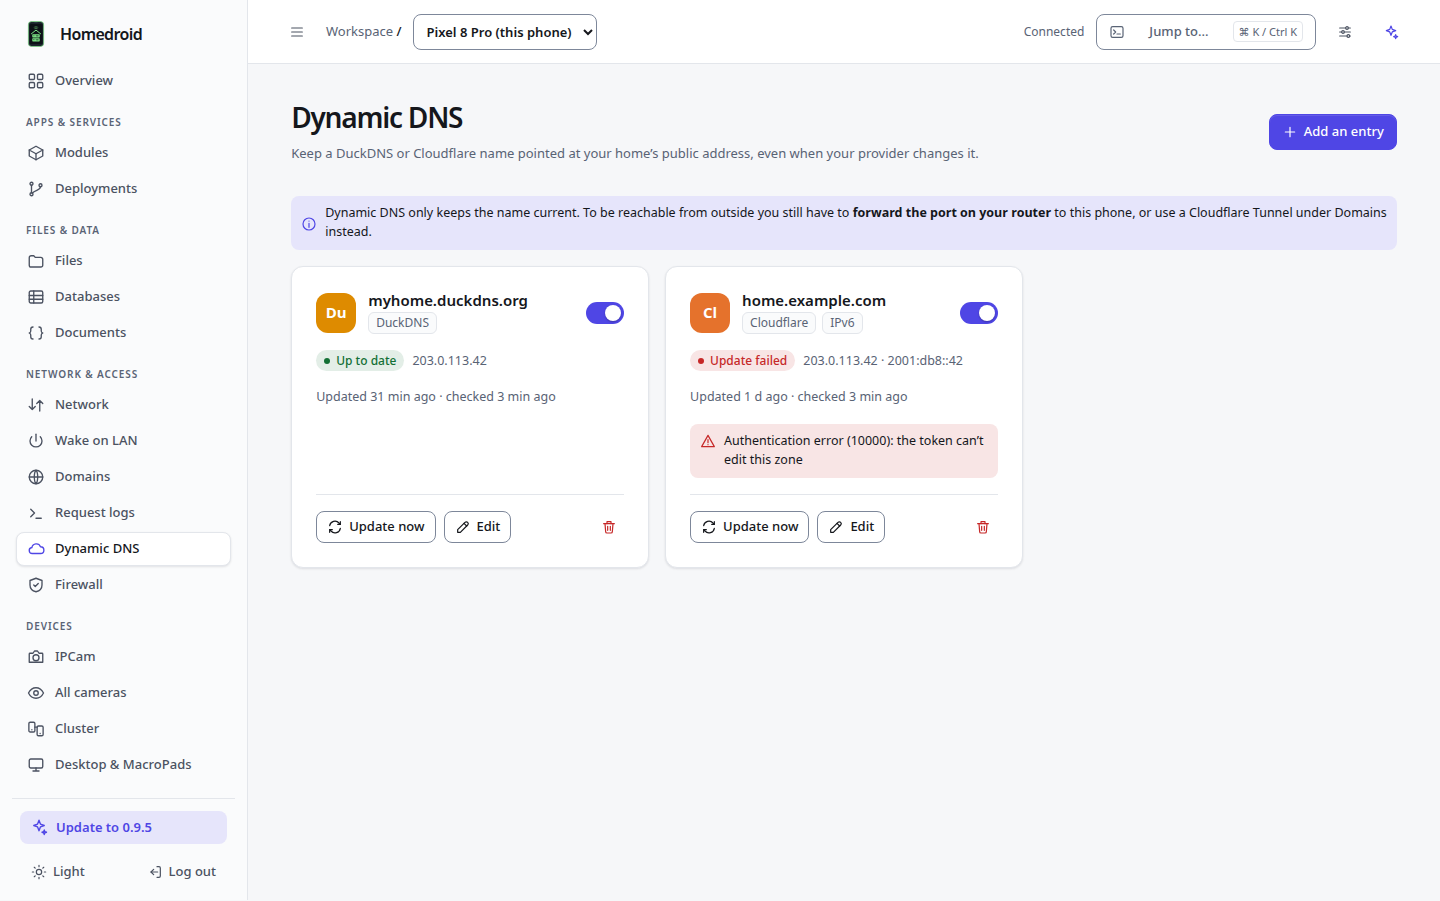 Homedroid
Overview
APPS & SERVICES
Modules
Deployments
FILES & DATA
Files
Databases
Documents
NETWORK & ACCESS
Network
Wake on LAN
Domains
Request logs
Dynamic DNS
Firewall
DEVICES
IPCam
All cameras
Cluster
Desktop & MacroPads
Update to 0.9.5
Light
Log out
Workspace /
Pixel 8 Pro (this phone)
Connected
Jump to...
⌘ K / Ctrl K
Dynamic DNS
Keep a DuckDNS or Cloudflare name pointed at your home's public address, even when your provider changes it.
Add an entry
Dynamic DNS only keeps the name current. To be reachable from outside you still have to forward the port on your router to this phone, or use a Cloudflare Tunnel under Domains
instead.
Du
myhome.duckdns.org
DuckDNS
Up to date
203.0.113.42
Updated 31 min ago · checked 3 min ago
Update now
Edit
Cl
home.example.com
Cloudflare
IPv6
Update failed
203.0.113.42 · 2001:db8::42
Updated 1 d ago · checked 3 min ago
Authentication error (10000): the token can't
edit this zone
Update now
Edit